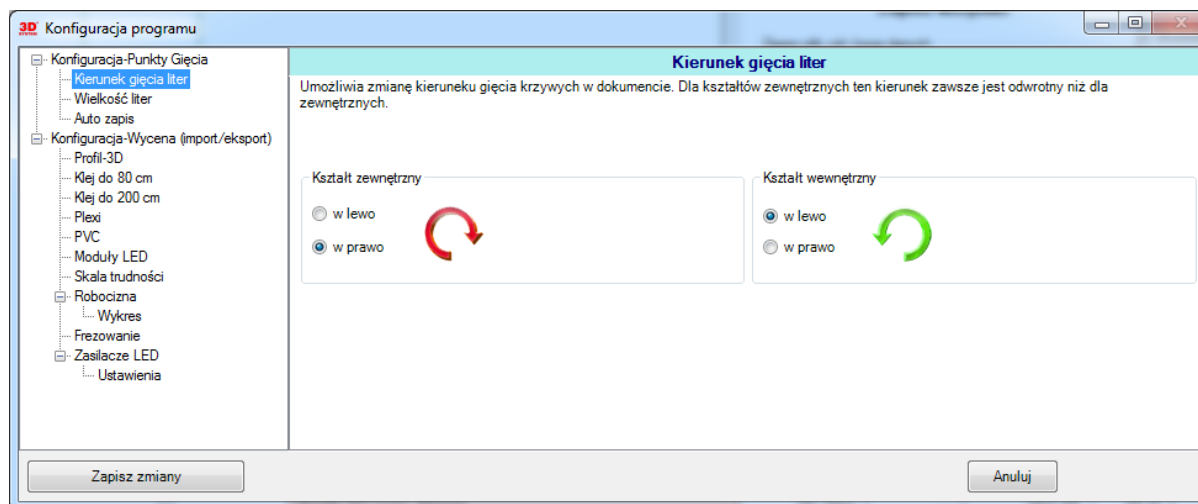 3D SYSTEM Konfiguracja programu
Konfiguracja-Punkty Gięcia
Kierunek gięcia liter
Wielkość liter
Auto zapis
Konfiguracja-Wycena (import/eksport)
Profil-3D
Klej do 80 cm
Klej do 200 cm
Plexi
PVC
Moduły LED
Skala trudności
Robocizna
Wykres
Frezowanie
Zasilacze LED
Ustawienia
Kierunek gięcia liter
Umożliwia zmianę kieruneku gięcia krzywych w dokumencie. Dla kształtów zewnętrznych ten kierunek zawsze jest odwrotny niż dla
zewnętrznych.
Kształt zewnętrzny
w lewo
w prawo
Kształt wewnętrzny
w lewo
w prawo
Zapisz zmiany
Anuluj